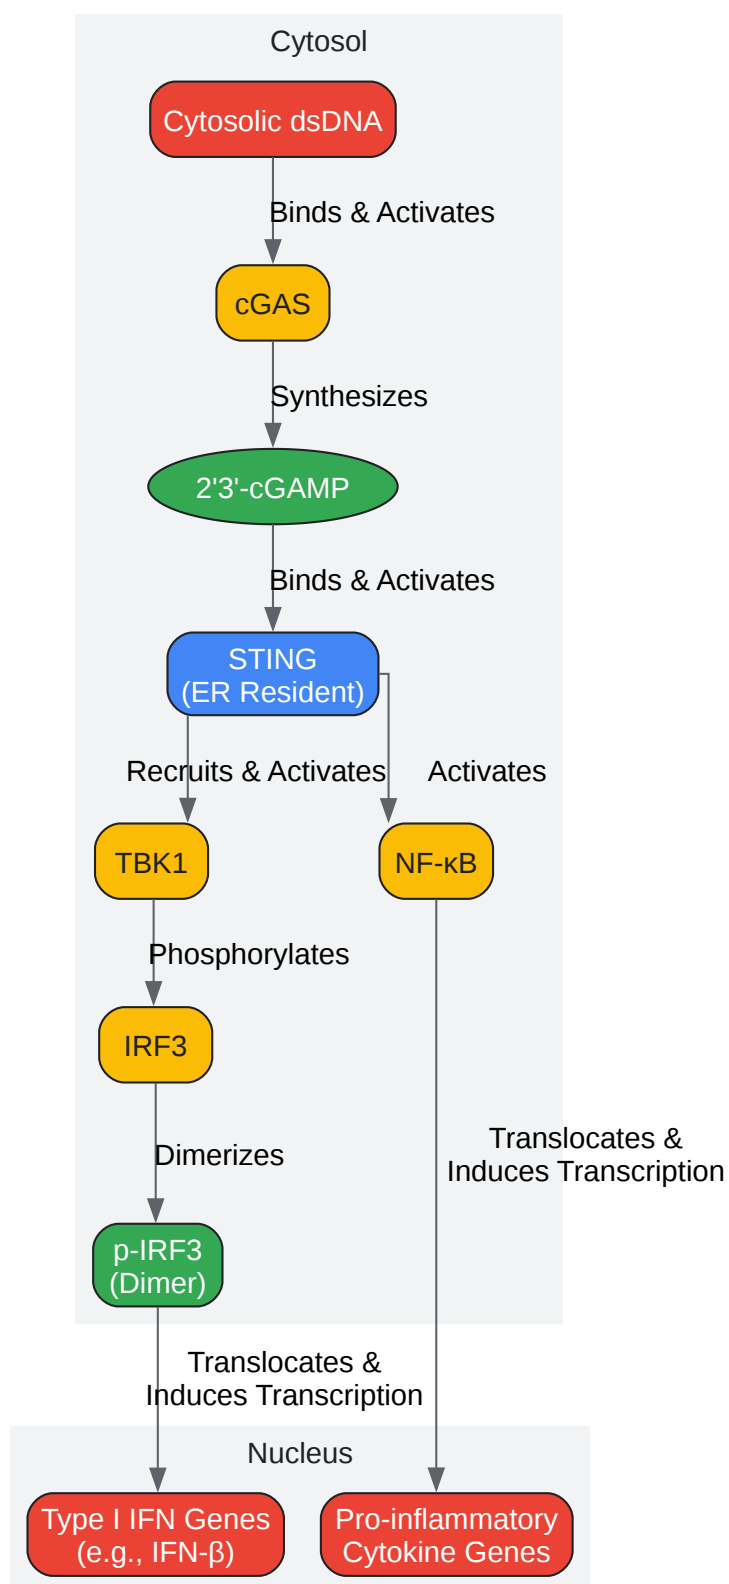 Cytosol
Cytosolic dsDNA
Binds & Activates
cGAS
Synthesizes
2'3'-cGAMP
Binds & Activates
STING
(ER Resident)
Recruits & Activates
Activates
TBK1
NF-κB
Phosphorylates
IRF3
Translocates &
Induces Transcription
Dimerizes
p-IRF3
(Dimer)
Translocates &
Induces Transcription
Nucleus
Type I IFN Genes
(e.g., IFN-β)
Pro-inflammatory
Cytokine Genes